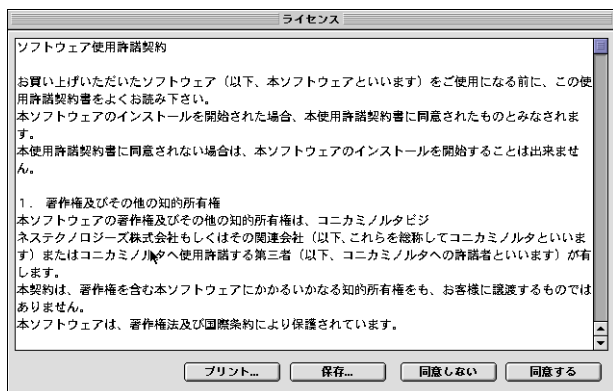 ライセンス
ソフトウェア使用許諾契約
お買い上げいただいたソフトウェア（以下、本ソフトウェアといいます）をご使用になる前に、この使
用許諾契約書をよくお読み下さい。
本ソフトウェアのインストールを開始された場合、本使用許諾契約書に同意されたものとみなされま
す。
本使用許諾契約書に同意されない場合は、本ソフトウェアのインストールを開始することは出来ませ
ん。
１．　著作権及びその他の知的所有権
本ソフトウェアの著作権及びその他の知的所有権は、コニカミノルタビジ
ネステクノロジーズ株式会社もしくはその関連会社（以下、これらを総称してコニカミノルタといいま
す）またはコニカミノルタへ使用許諾する第三者（以下、コニカミノルタへの許諾者といいます）が有
します。
本契約は、著作権を含む本ソフトウェアにかかるいかなる知的所有権をも、お客様に譲渡するものでは
ありません。
本ソフトウェアは、著作権法及び国際条約により保護されています。
プリント... 保存... 同意しない 同意する